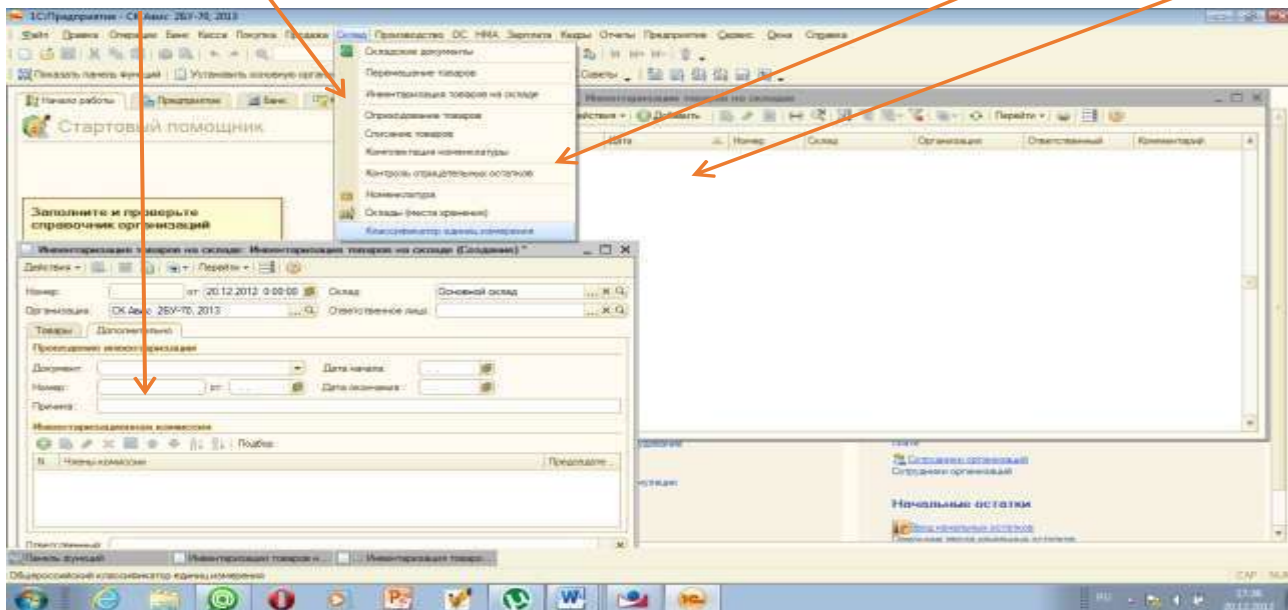 1С:Предприятие - СК Авис 2БУ-70, 2013
Файл Правка Операции Банк Касса Покупка Продажа Склад Производство ОС НМА Зарплата Кадры Отчеты Предприятие Сервис Окна Справка
Показать панель функций Установить основную Советы
Складские документы
Перемещение товаров
Инвентаризация товаров на складе
Оприходование товаров
Списание товаров
Комплектация номенклатуры
Контроль отрицательных остатков
Номенклатура
Склады (места хранения)
Классификатор единиц измерения
Начало работы Предприятие Банк
Стартовый помощник
Заполните и проверьте
справочник организаций
Инвентаризация товаров на складе
Добавить Перейти
Дата Номер Склад Организация Ответственный Комментарий
Инвентаризация товаров на складе: Инвентаризация товаров на складе (Создание) *
Действия Перейти
Номер: от 20.12.2012 0:00:00 Склад: Основной склад
Организация: СК Авис 2БУ-70, 2013 Ответственное лицо:
Товары Дополнительно
Проведение инвентаризации
Документ: Дата начала:
Номер: от Дата окончания:
Причина:
Инвентаризационная комиссия
Подбор
N Члены комиссии Председате...
Сотрудники организаций
Сотрудники организаций
Начальные остатки
Ввод начальных остатков
Панель функций Инвентаризация товаров н... Инвентаризация товаро...
Общероссийский классификатор единиц измерения
CAP NUM
RU 17:36